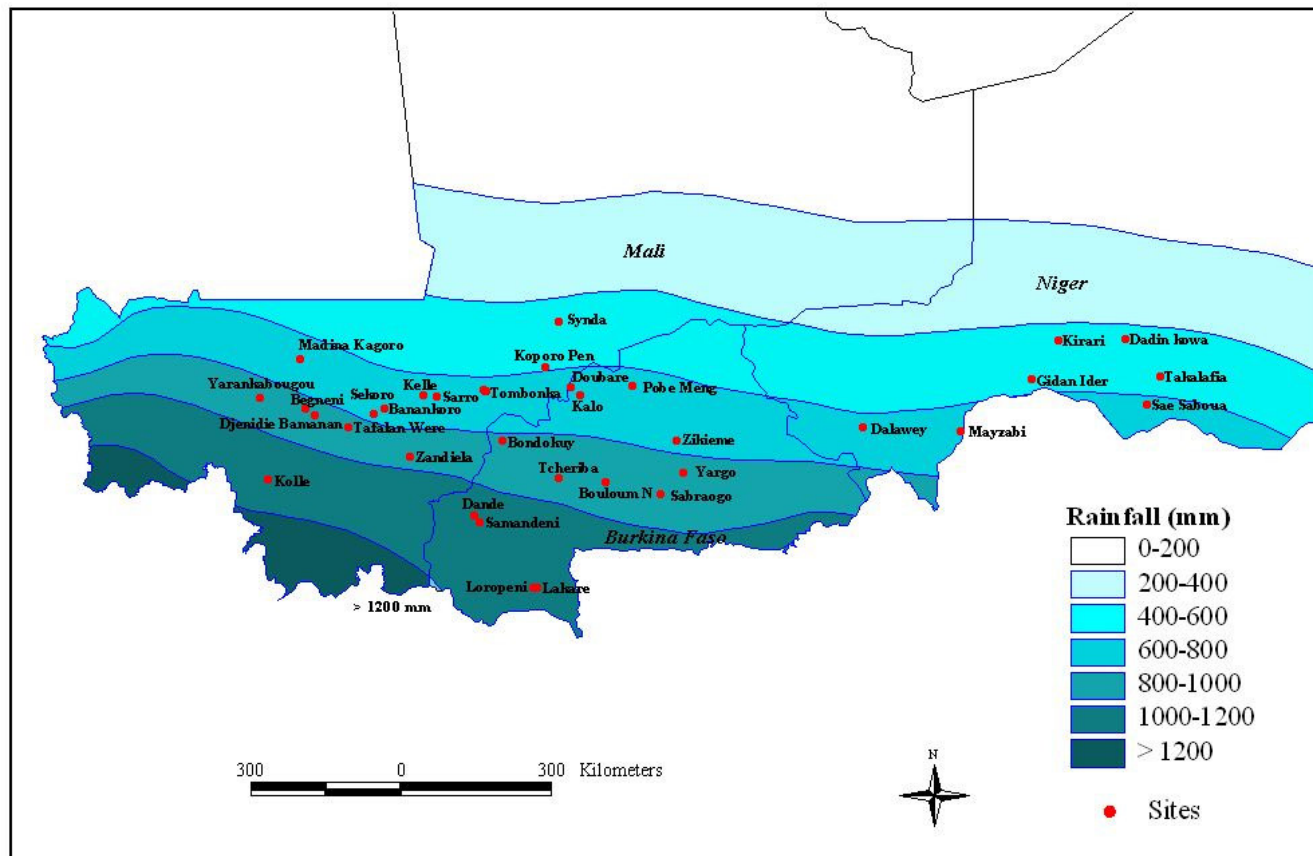 Mali
Niger
Synda
Kirari
Dadin kowa
Madina Kagoro
Koporo Pen
Doubare
Pobe Meng
Gidan Ider
Takalafia
Yarankabougou
Kelle
Tombonka
Sekoro
Sarro
Kalo
Begneni
Banankoro
Sae Saboua
Djenidie Bamanan
Tafalan Were
Dalawey
Mayzabi
Bondokuy
Zikieme
Zandiela
Tcheriba
Yargo
Kolle
Bouloum N
Sabraogo
Dande
Samandeni
Burkina Faso
Loropeni
Lakare
> 1200 mm
Rainfall (mm)
0-200
200-400
400-600
600-800
800-1000
1000-1200
> 1200
Sites
300 0 300 Kilometers
N